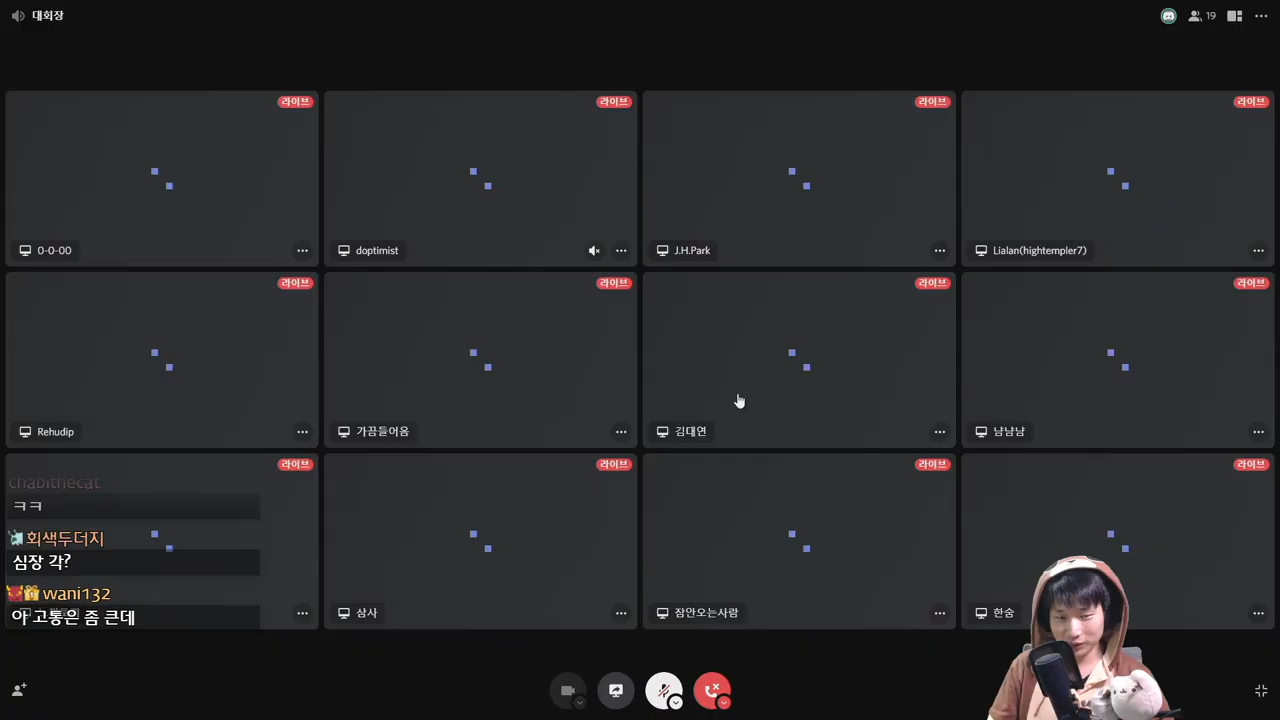 대회장
19
라이브
라이브
라이브
라이브
0-0-00
doptimist
J.H.Park
Lialan(hightempler7)
라이브
라이브
라이브
라이브
Rehudip
가끔들어옴
김대연
냠냠냠
라이브
라이브
라이브
라이브
chabithecat
ㅋㅋ
회색두더지
심장 각?
wani132
아 고통은 좀 큰데
삼사
잠안오는사람
한숨